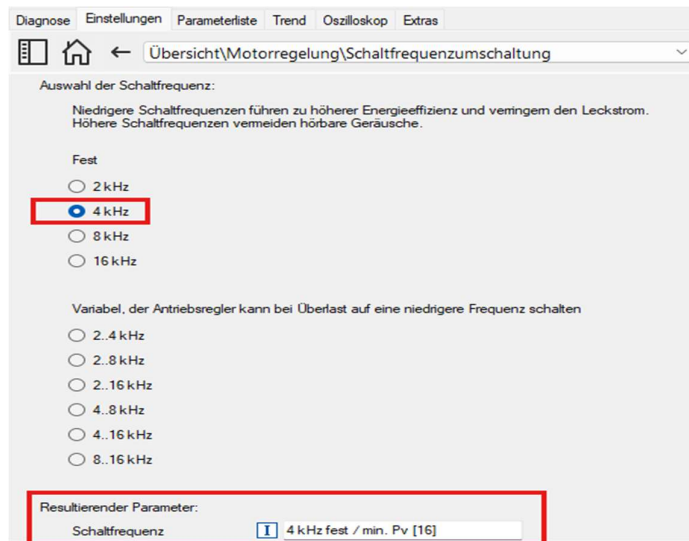 Diagnose Einstellungen Parameterliste Trend Oszilloskop Extras
Übersicht\Motorregelung\Schaltfrequenzumschaltung
Auswahl der Schaltfrequenz:
Niedrigere Schaltfrequenzen führen zu höherer Energieeffizienz und verringern den Leckstrom.
Höhere Schaltfrequenzen vermeiden hörbare Geräusche.
Fest
2 kHz
4 kHz
8 kHz
16 kHz
Variabel, der Antriebsregler kann bei Überlast auf eine niedrigere Frequenz schalten
2..4 kHz
2..8 kHz
2..16 kHz
4..8 kHz
4..16 kHz
8..16 kHz
Resultierender Parameter:
Schaltfrequenz I 4 kHz fest / min. Pv [16]